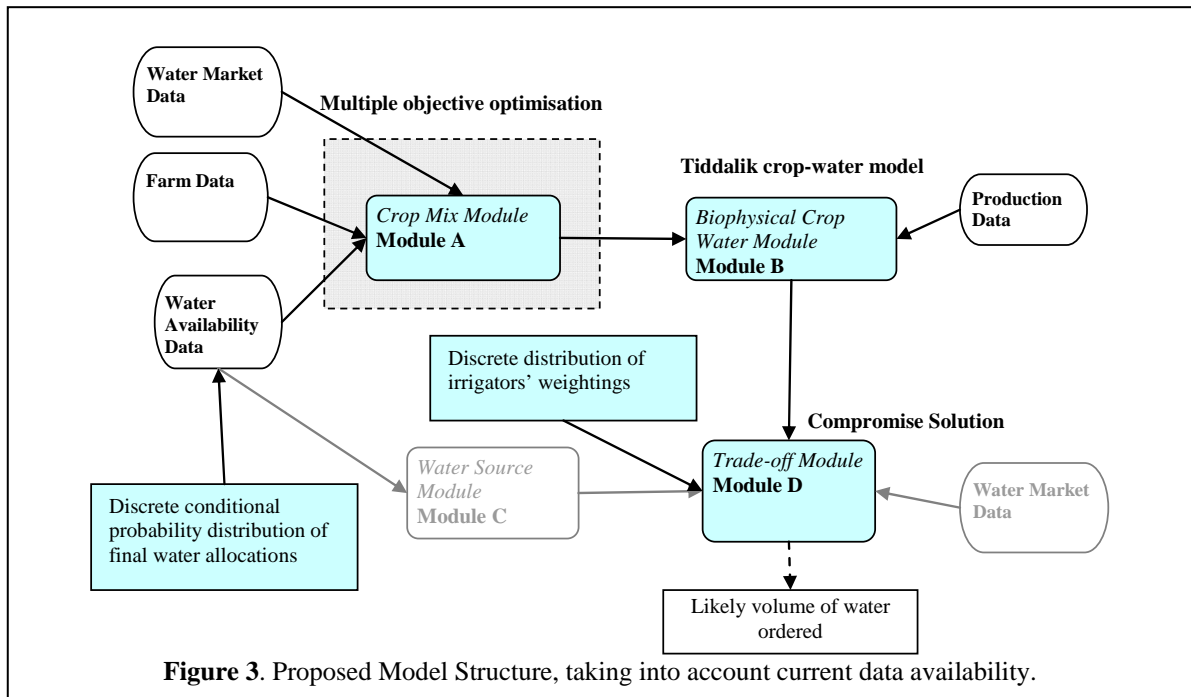 Water Market
Data
Multiple objective optimisation
Farm Data
Crop Mix Module
Module A
Tiddalik crop-water model
Biophysical Crop
Water Module
Module B
Production
Data
Water
Availability
Data
Discrete distribution of
irrigators’ weightings
Compromise Solution
Water Source
Module
Module C
Trade-off Module
Module D
Water Market
Data
Discrete conditional
probability distribution of
final water allocations
Likely volume of water
ordered
Figure 3. Proposed Model Structure, taking into account current data availability.